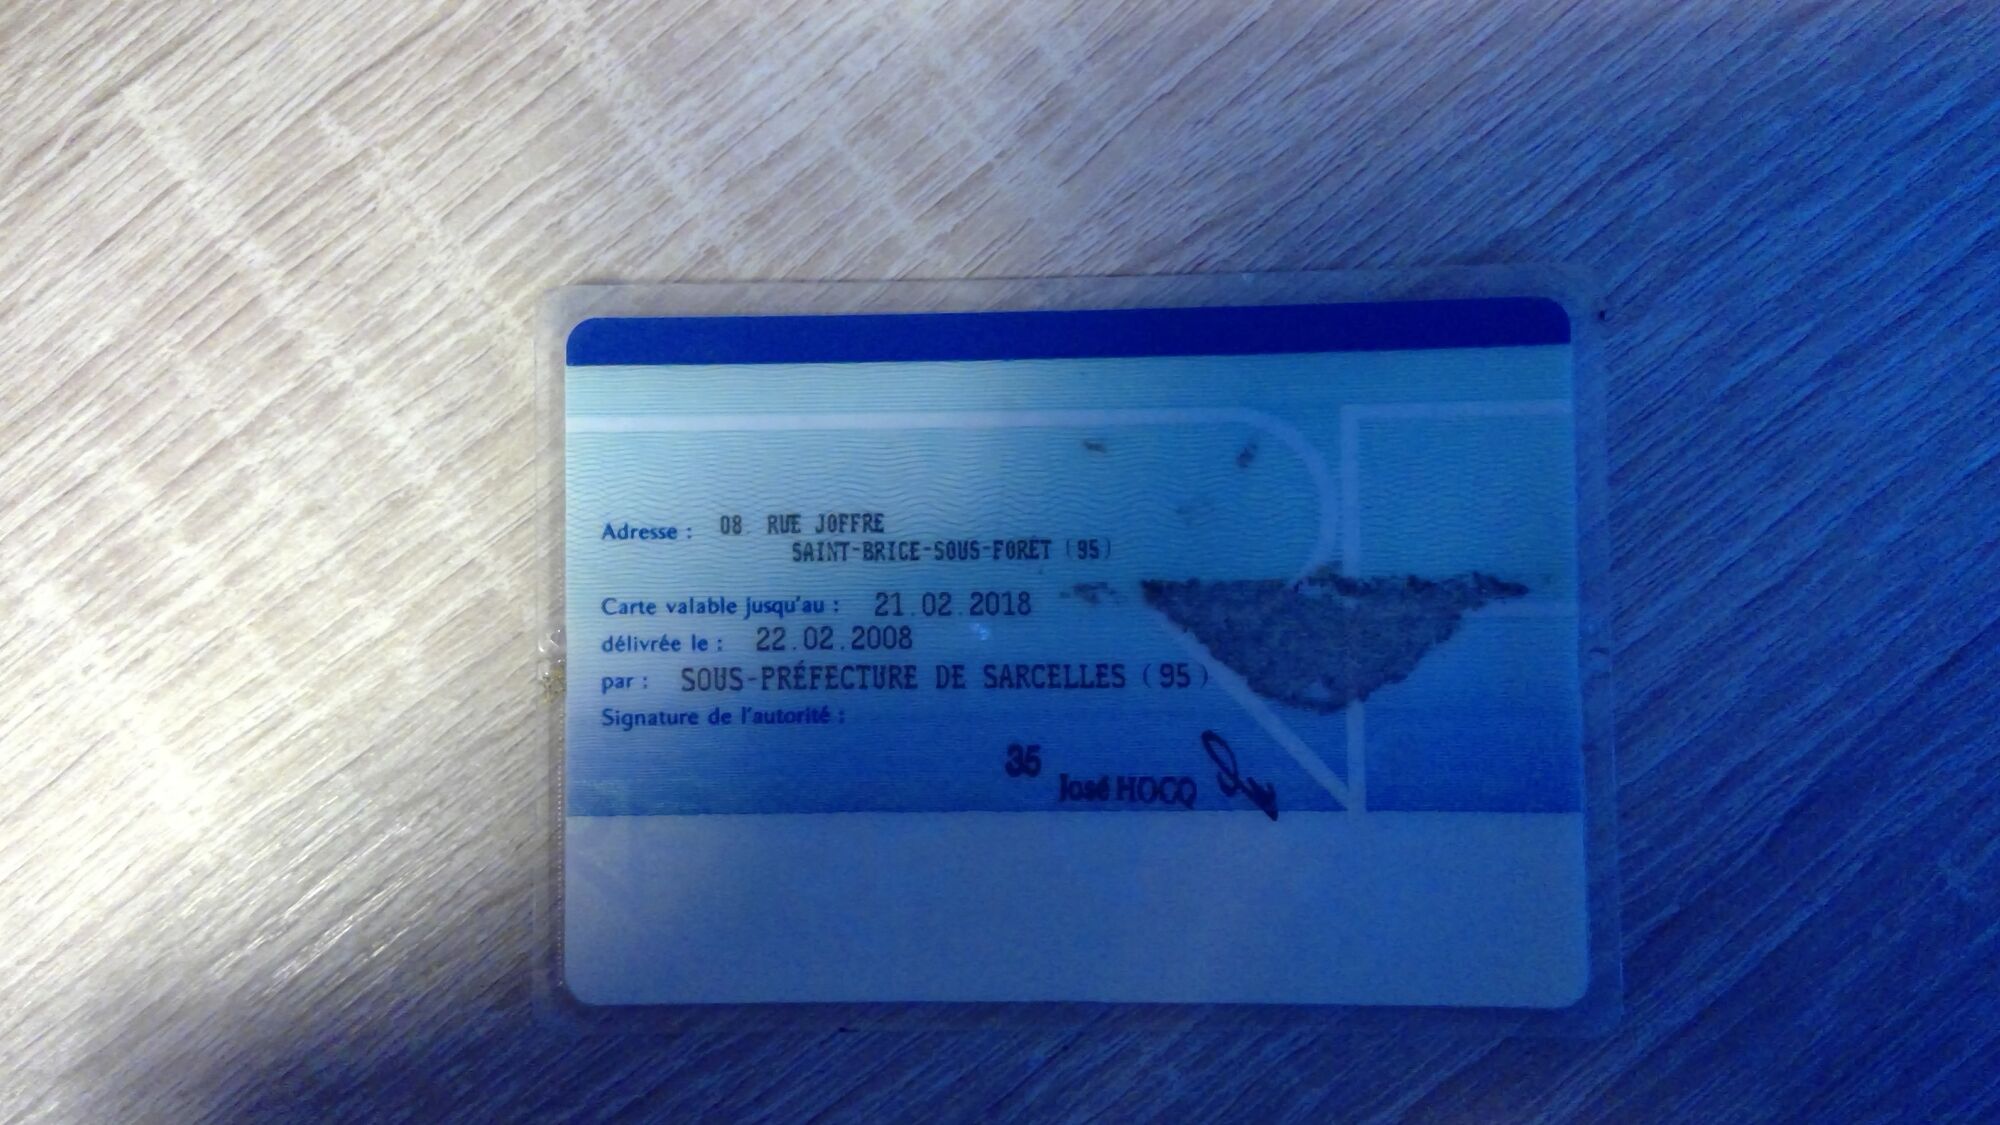 Adresse : 08 RUE JOFFRE
SAINT-BRICE-SOUS-FORÊT (95)
Carte valable jusqu'au : 21.02.2018
délivrée le : 22.02.2008
par : SOUS-PRÉFECTURE DE SARCELLES (95)
Signature de l'autorité :
35
José HOCQ